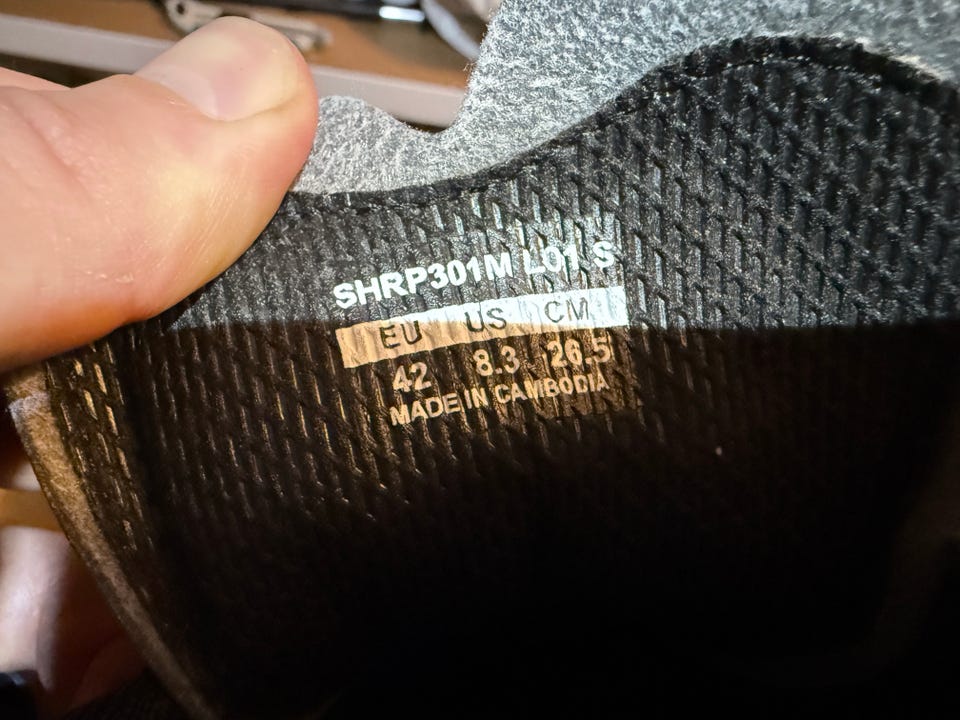 SHRP301M L01 S
EU US CM
42 8.3 26.5
MADE IN CAMBODIA